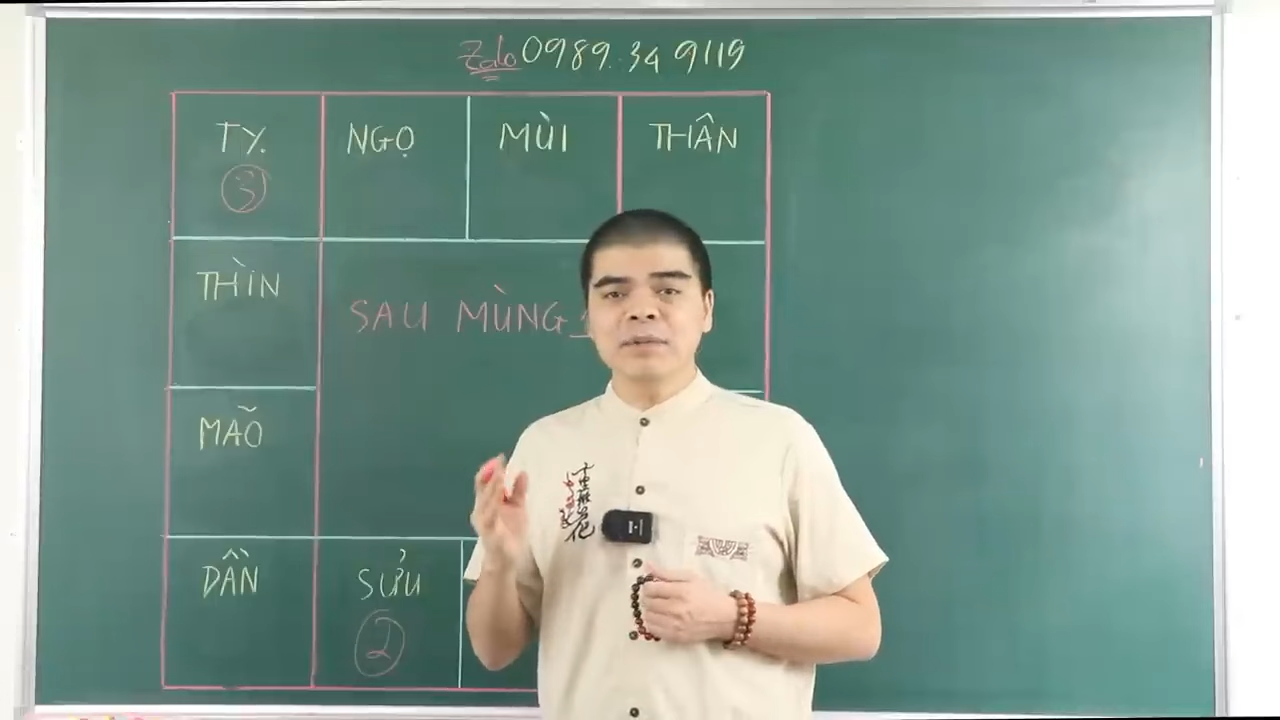 Zalo 0989.34 9119
TỴ NGỌ MÙI THÂN
3
THÌN
SAU MÙNG
MÃO
DẦN SỬU
2